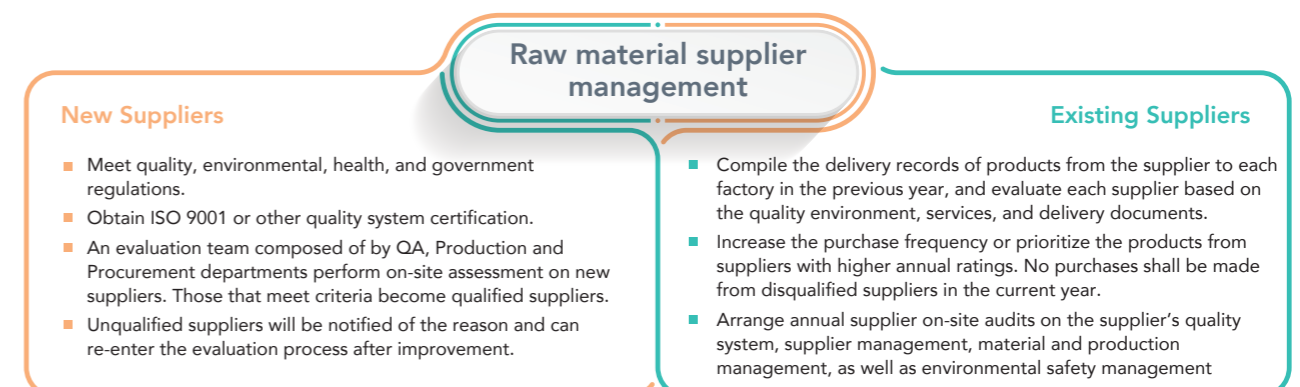 Raw material supplier
management
New Suppliers
Meet quality, environmental, health, and government
regulations.
Obtain ISO 9001 or other quality system certification.
An evaluation team composed of by QA, Production and
Procurement departments perform on-site assessment on new
suppliers. Those that meet criteria become qualified suppliers.
Unqualified suppliers will be notified of the reason and can
re-enter the evaluation process after improvement.
Existing Suppliers
Compile the delivery records of products from the supplier to each
factory in the previous year, and evaluate each supplier based on
the quality environment, services, and delivery documents.
Increase the purchase frequency or prioritize the products from
suppliers with higher annual ratings. No purchases shall be made
from disqualified suppliers in the current year.
Arrange annual supplier on-site audits on the supplier’s quality
system, supplier management, material and production
management, as well as environmental safety management